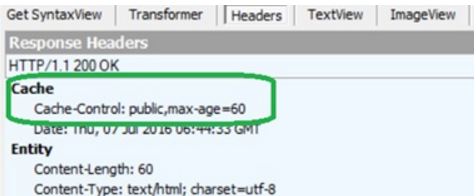 Get SyntaxView Transformer Headers TextView ImageView
Response Headers
HTTP/1.1 200 OK
Cache
Cache-Control: public,max-age=60
Date: Thu, 07 Jul 2016 06:44:33 GMT
Entity
Content-Length: 60
Content-Type: text/html; charset=utf-8